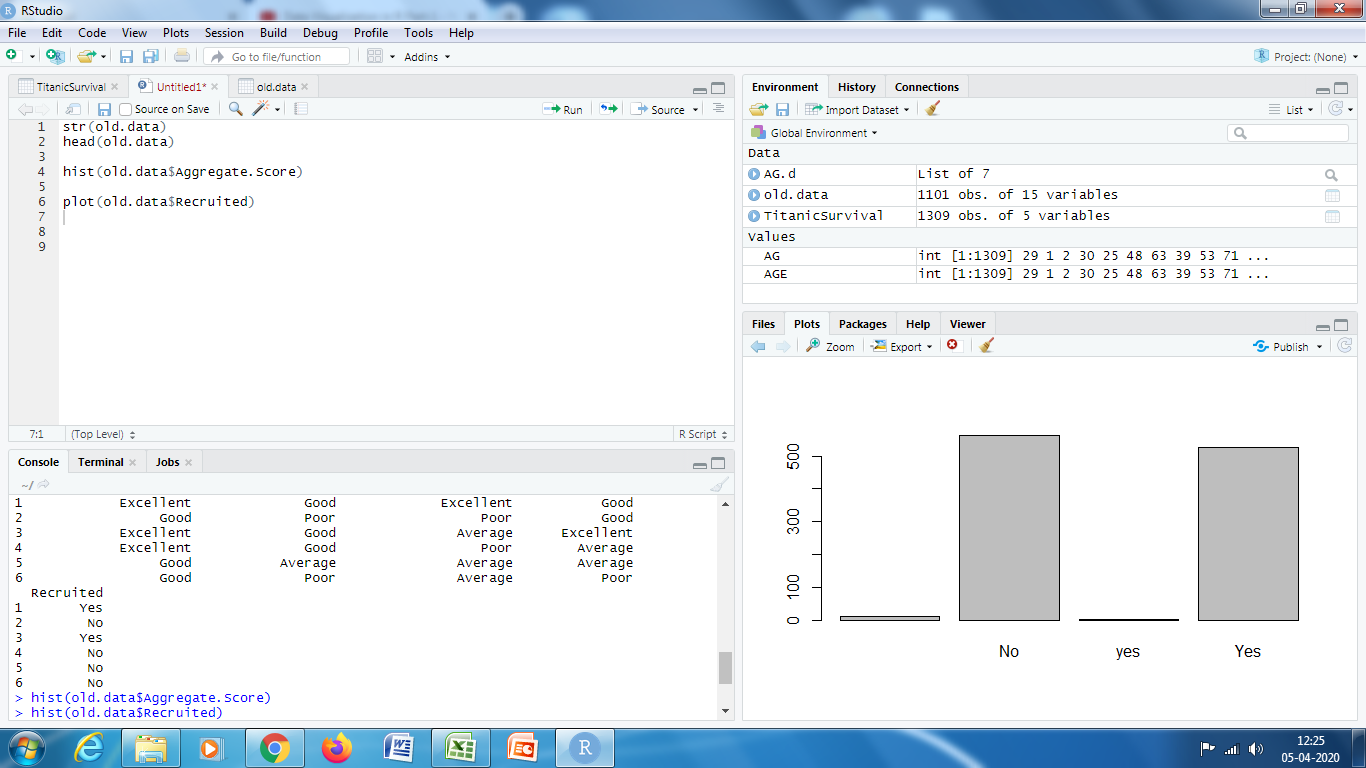 RStudio
File Edit Code View Plots Session Build Debug Profile Tools Help
Go to file/function Addins Project: (None)
TitanicSurvival Untitled1* old.data
Source on Save Run Source
1 str(old.data)
2 head(old.data)
3
4 hist(old.data$Aggregate.Score)
5
6 plot(old.data$Recruited)
7
8
9
7:1 (Top Level) R Script
Console Terminal Jobs
~/
1 Excellent Good Excellent Good
2 Good Poor Poor Good
3 Excellent Good Average Excellent
4 Excellent Good Poor Average
5 Good Average Average Average
6 Good Poor Average Poor
Recruited
1 Yes
2 No
3 Yes
4 No
5 No
6 No
> hist(old.data$Aggregate.Score)
> hist(old.data$Recruited)
Environment History Connections
Import Dataset List
Global Environment
Data
AG.d List of 7
old.data 1101 obs. of 15 variables
TitanicSurvival 1309 obs. of 5 variables
Values
AG int [1:1309] 29 1 2 30 25 48 63 39 53 71 ...
AGE int [1:1309] 29 1 2 30 25 48 63 39 53 71 ...
Files Plots Packages Help Viewer
Zoom Export Publish
500
300
100
0
No yes Yes
12:25
05-04-2020